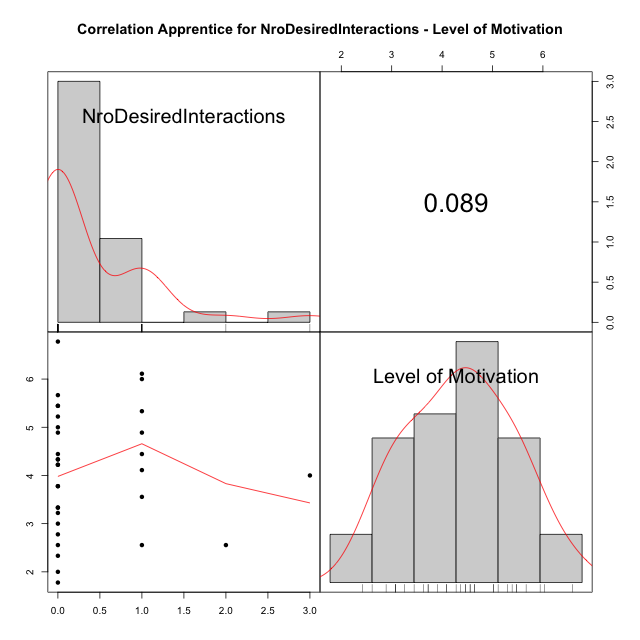 Correlation Apprentice for NroDesiredInteractions - Level of Motivation
2 3 4 5 6
NroDesiredInteractions
0.089
0.0 0.5 1.0 1.5 2.0 2.5 3.0
Level of Motivation
2 3 4 5 6
0.0 0.5 1.0 1.5 2.0 2.5 3.0